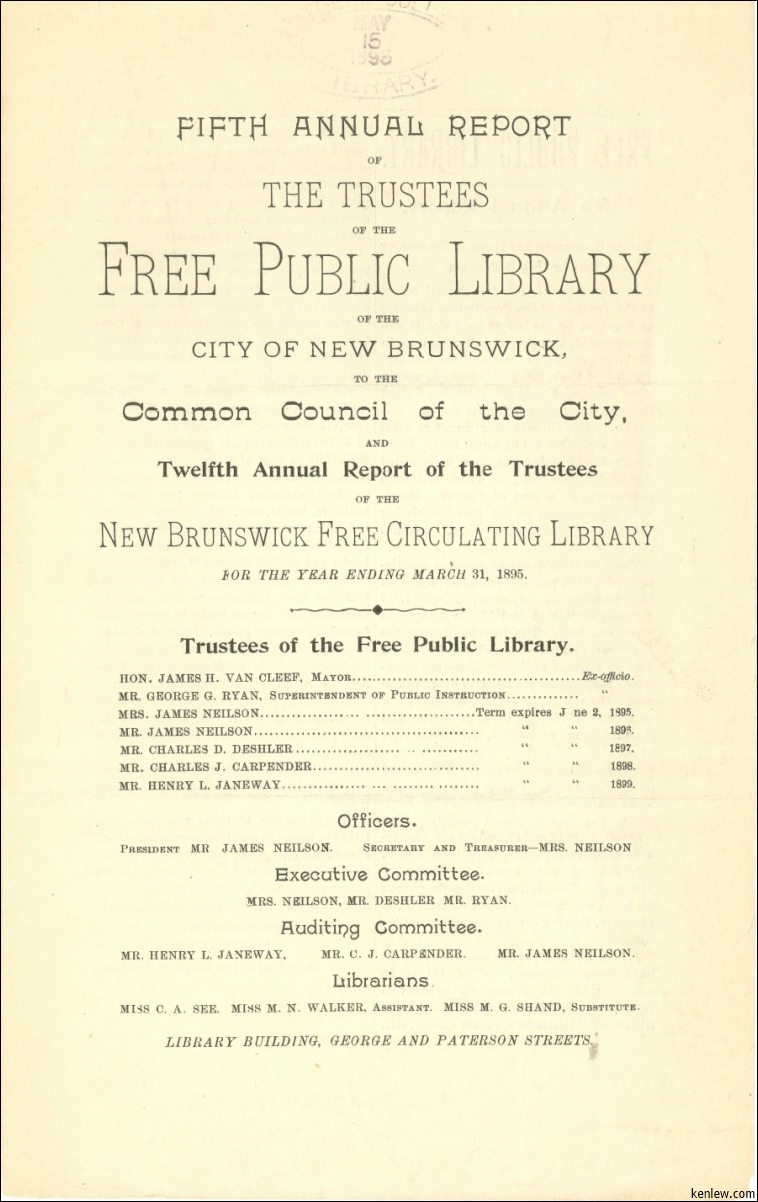 MAY
15
1895
LIBRARY.
FIFTH ANNUAL REPORT
OF
THE TRUSTEES
OF THE
FREE PUBLIC LIBRARY
OF THE
CITY OF NEW BRUNSWICK,
TO THE
Common Council of the City,
AND
Twelfth Annual Report of the Trustees
OF THE
NEW BRUNSWICK FREE CIRCULATING LIBRARY
FOR THE YEAR ENDING MARCH 31, 1895.
Trustees of the Free Public Library.
HON. JAMES H. VAN CLEEF, MAYOR........................................Ex-officio.
MR. GEORGE G. RYAN, SUPERINTENDENT OF PUBLIC INSTRUCTION............. "
MRS. JAMES NEILSON.................. ....................Term expires J ne 2, 1895.
MR. JAMES NEILSON........................................ " " 1896.
MR. CHARLES D. DESHLER.................. .. .......... " " 1897.
MR. CHARLES J. CARPENDER............................. " " 1898.
MR. HENRY L. JANEWAY............... ... ........ ........ " " 1899.
Officers.
PRESIDENT MR JAMES NEILSON. SECRETARY AND TREASURER—MRS. NEILSON
Executive Committee.
MRS. NEILSON, MR. DESHLER MR. RYAN.
Auditing Committee.
MR. HENRY L. JANEWAY, MR. C. J. CARPENDER. MR. JAMES NEILSON.
Librarians.
MISS C. A. SEE. MISS M. N. WALKER, ASSISTANT. MISS M. G. SHAND, SUBSTITUTE.
LIBRARY BUILDING, GEORGE AND PATERSON STREETS.
kenlew.com